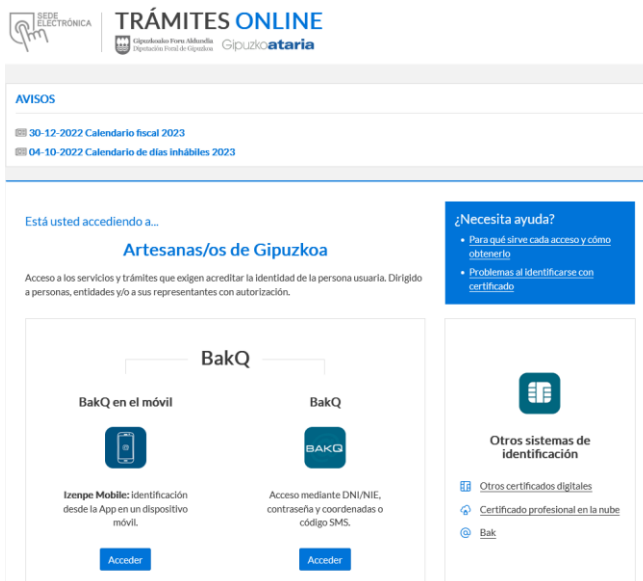 SEDE
ELECTRÓNICA
TRÁMITES ONLINE
Gipuzkoako Foru Aldundia
Diputación Foral de Gipuzkoa
Gipuzkoataria
AVISOS
30-12-2022 Calendario fiscal 2023
04-10-2022 Calendario de días inhábiles 2023
Está usted accediendo a...
Artesanas/os de Gipuzkoa
Acceso a los servicios y trámites que exigen acreditar la identidad de la persona usuaria. Dirigido
a personas, entidades y/o a sus representantes con autorización.
¿Necesita ayuda?
• Para qué sirve cada acceso y cómo
obtenerlo
• Problemas al identificarse con
certificado
BakQ
BakQ en el móvil
Izenpe Mobile: identificación
desde la App en un dispositivo
móvil.
Acceder
BakQ
BAKQ
Acceso mediante DNI/NIE,
contraseña y coordenadas o
código SMS.
Acceder
Otros sistemas de
identificación
Otros certificados digitales
Certificado profesional en la nube
@ Bak